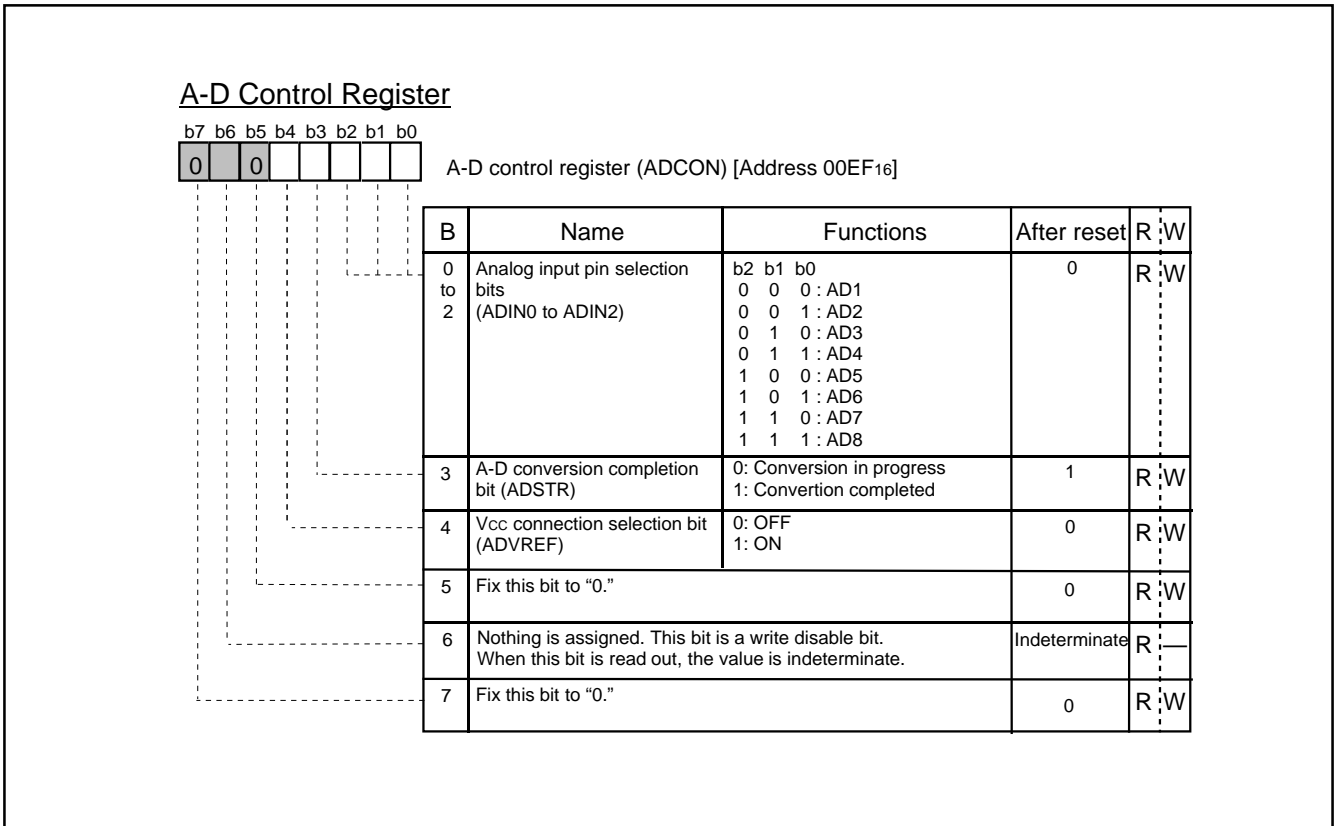 A-D Control Register
b7 b6 b5 b4 b3 b2 b1 b0
0 0
A-D control register (ADCON) [Address 00EF16]
B Name Functions After reset R W
0 to 2 Analog input pin selection bits (ADIN0 to ADIN2) 0 R W
b2 b1 b0
0 0 0 : AD1
0 0 1 : AD2
0 1 0 : AD3
0 1 1 : AD4
1 0 0 : AD5
1 0 1 : AD6
1 1 0 : AD7
1 1 1 : AD8
3 A-D conversion completion bit (ADSTR) 0: Conversion in progress 1 R W
1: Convertion completed
4 Vcc connection selection bit (ADVREF) 0: OFF 0 R W
1: ON
5 Fix this bit to “0.” 0 R W
6 Nothing is assigned. This bit is a write disable bit. Indeterminate R —
When this bit is read out, the value is indeterminate.
7 Fix this bit to “0.” 0 R W